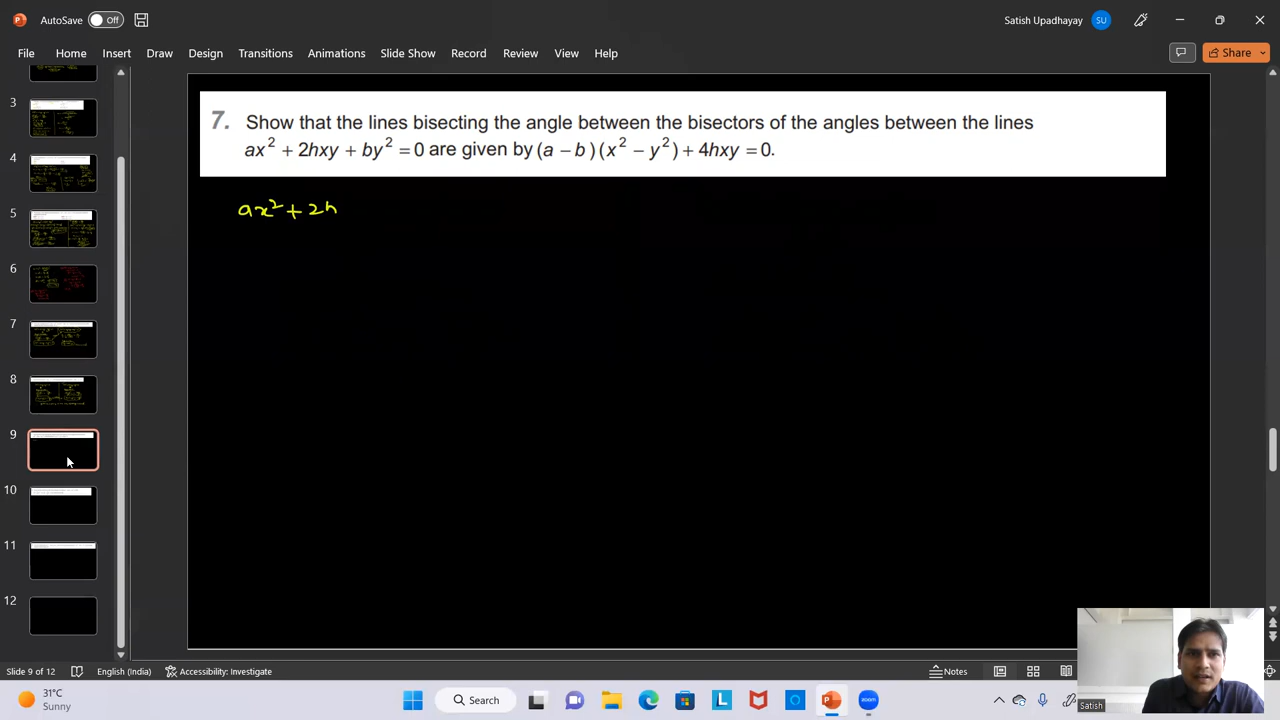 AutoSave Off
Satish Upadhayay SU
File Home Insert Draw Design Transitions Animations Slide Show Record Review View Help Share
3
4
5
6
7
8
9
10
11
12
7. Show that the lines bisecting the angle between the bisectors of the angles between the lines
ax² + 2hxy + by² = 0 are given by (a − b)(x² − y²) + 4hxy = 0.
ax² + 2h
Satish
Slide 9 of 12 English (India) Accessibility: Investigate Notes
31°C
Sunny
Search
zoom